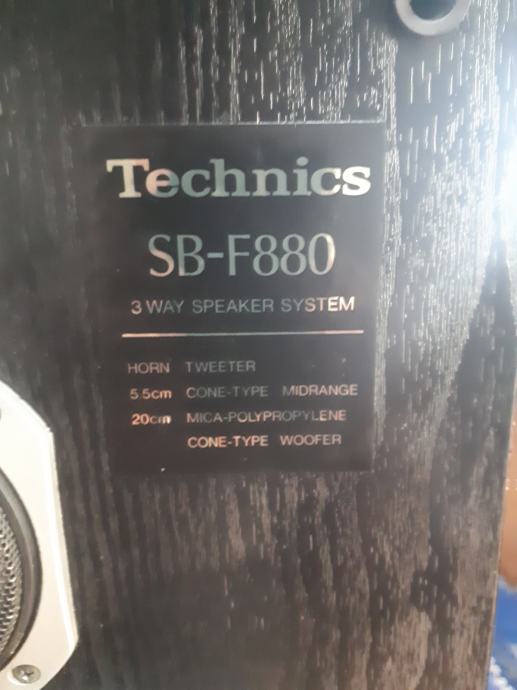 Technics
SB-F880
3 WAY SPEAKER SYSTEM
HORN TWEETER
5.5cm CONE-TYPE MIDRANGE
20cm MICA-POLYPROPYLENE
CONE-TYPE WOOFER